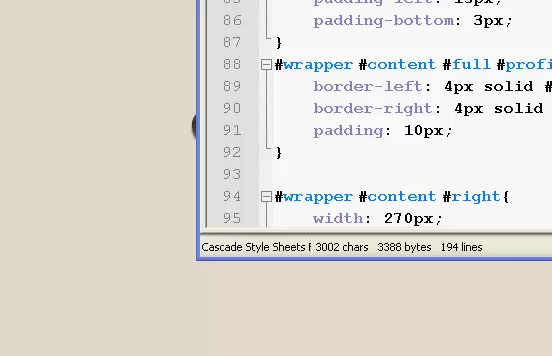 padding-left: 15px;
86 padding-bottom: 3px;
87 }
88 #wrapper #content #full #profi
89 border-left: 4px solid #
90 border-right: 4px solid
91 padding: 10px;
92 }
93
94 #wrapper #content #right{
95 width: 270px;
Cascade Style Sheets F 3002 chars 3388 bytes 194 lines